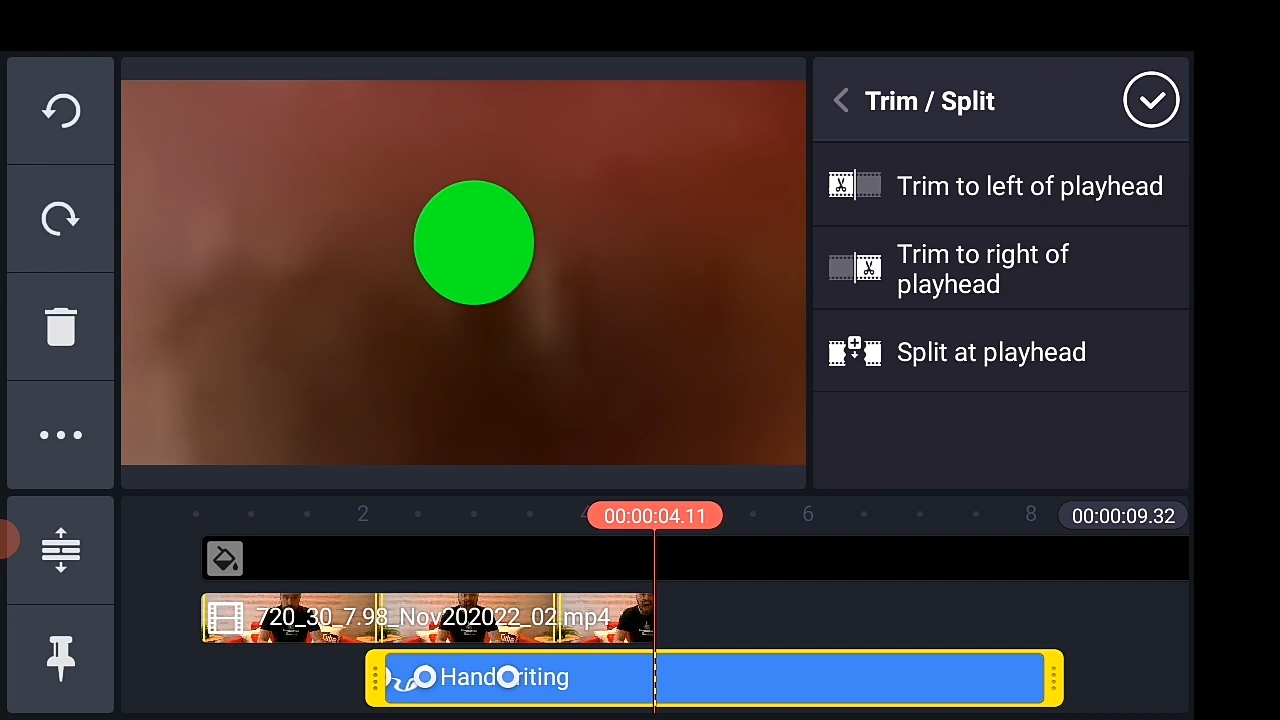 Trim / Split
Trim to left of playhead
Trim to right of
playhead
Split at playhead
2
4
00:00:04.11
6
8
00:00:09.32
720_30_7.98_Nov202022_02.mp4
Handwriting